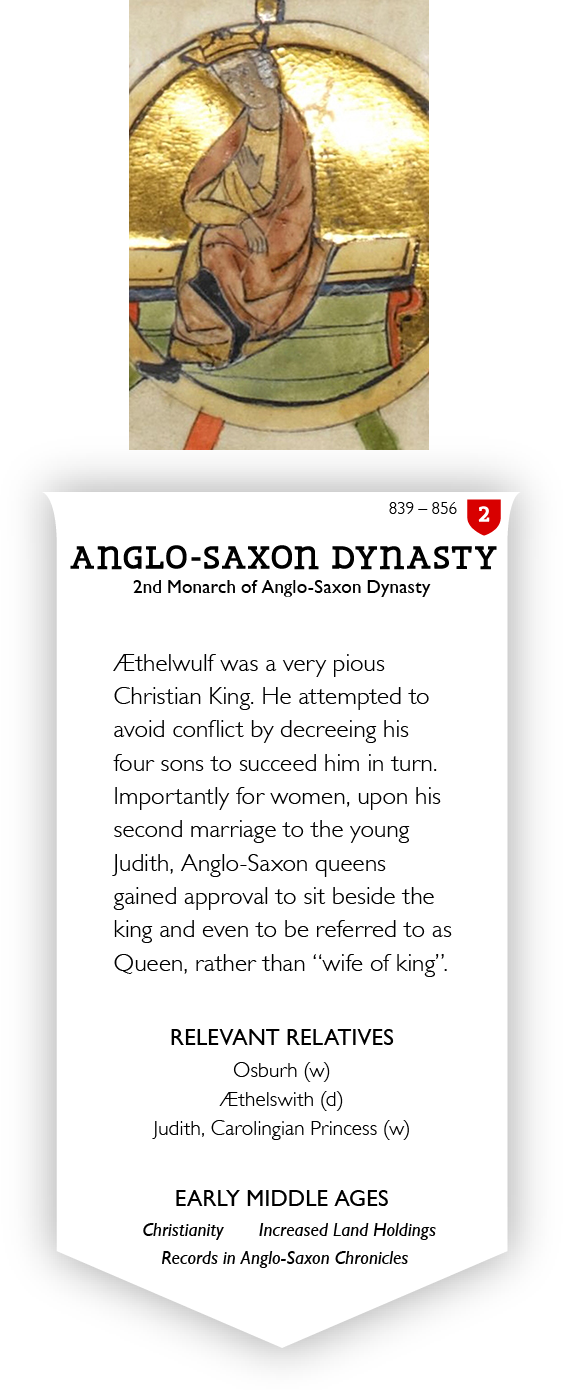 839 – 856
2
ANGLO-SAXON DYNASTY
2nd Monarch of Anglo-Saxon Dynasty
Æthelwulf was a very pious
Christian King. He attempted to
avoid conflict by decreeing his
four sons to succeed him in turn.
Importantly for women, upon his
second marriage to the young
Judith, Anglo-Saxon queens
gained approval to sit beside the
king and even to be referred to as
Queen, rather than “wife of king”.
RELEVANT RELATIVES
Osburh (w)
Æthelswith (d)
Judith, Carolingian Princess (w)
EARLY MIDDLE AGES
Christianity Increased Land Holdings
Records in Anglo-Saxon Chronicles